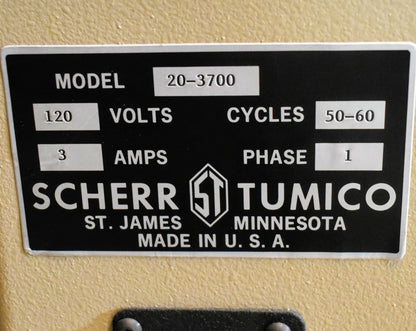 MODEL 20-3700
120 VOLTS CYCLES 50-60
3 AMPS PHASE 1
SCHERR ST TUMICO
ST. JAMES MINNESOTA
MADE IN U. S. A.